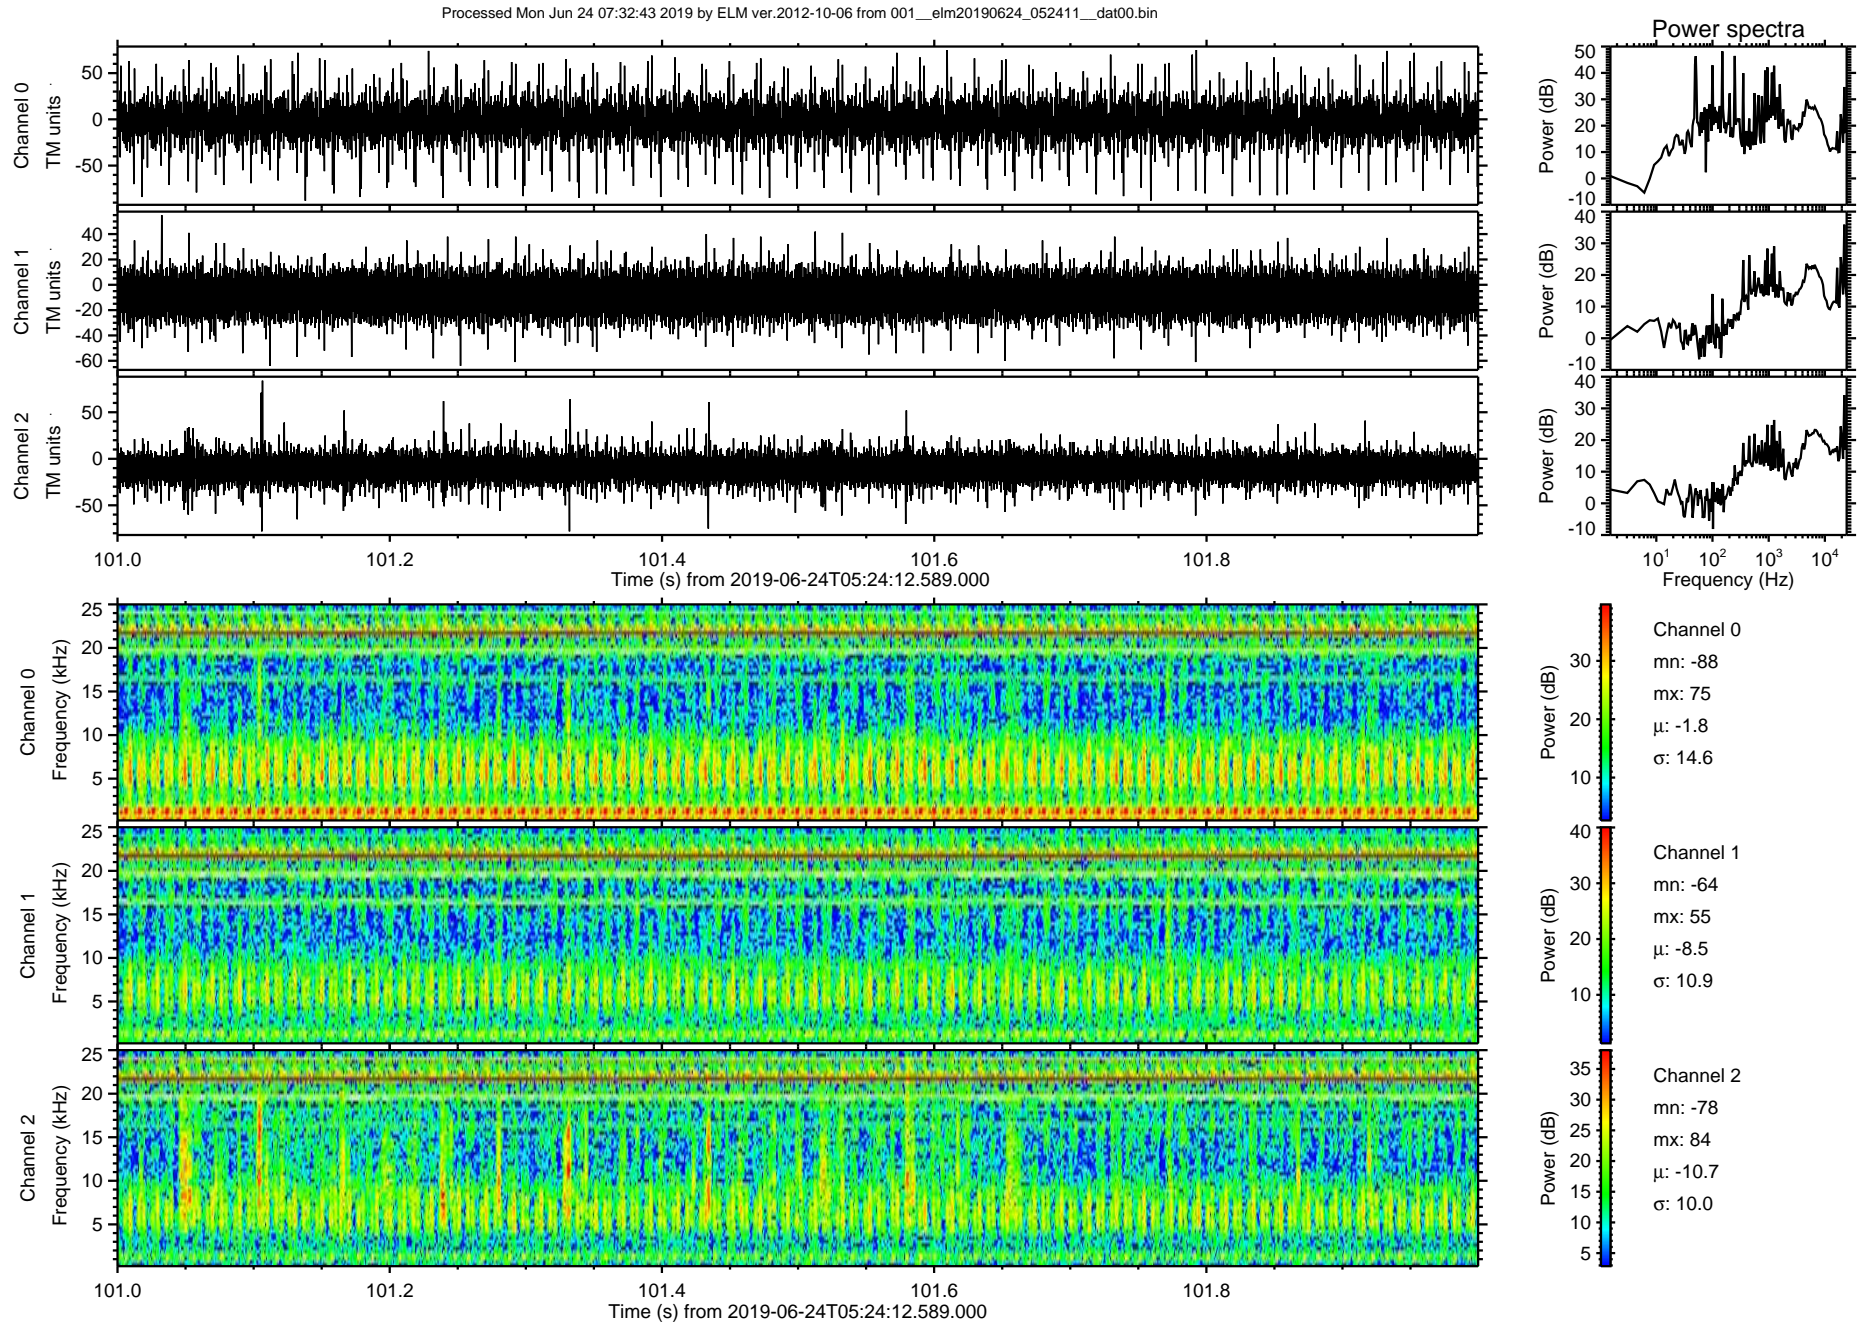 Processed Mon Jun 24 07:32:43 2019 by ELM ver.2012-10-06 from 001__elm20190624_052411__dat00.bin
Power spectra
Channel 0
TM units
50
0
-50
Power (dB)
50
40
30
20
10
0
-10
Channel 1
TM units
40
20
0
-20
-40
-60
Power (dB)
40
30
20
10
0
-10
Channel 2
TM units
50
0
-50
Power (dB)
40
30
20
10
0
-10
101.0 101.2 101.4 101.6 101.8
Time (s) from 2019-06-24T05:24:12.589.000
10¹ 10² 10³ 10⁴
Frequency (Hz)
Channel 0
Frequency (kHz)
25
20
15
10
5
Power (dB)
30
20
10
Channel 0
mn: -88
mx: 75
µ: -1.8
σ: 14.6
Channel 1
Frequency (kHz)
25
20
15
10
5
Power (dB)
40
30
20
10
Channel 1
mn: -64
mx: 55
µ: -8.5
σ: 10.9
Channel 2
Frequency (kHz)
25
20
15
10
5
Power (dB)
35
30
25
20
15
10
5
Channel 2
mn: -78
mx: 84
µ: -10.7
σ: 10.0
101.0 101.2 101.4 101.6 101.8
Time (s) from 2019-06-24T05:24:12.589.000